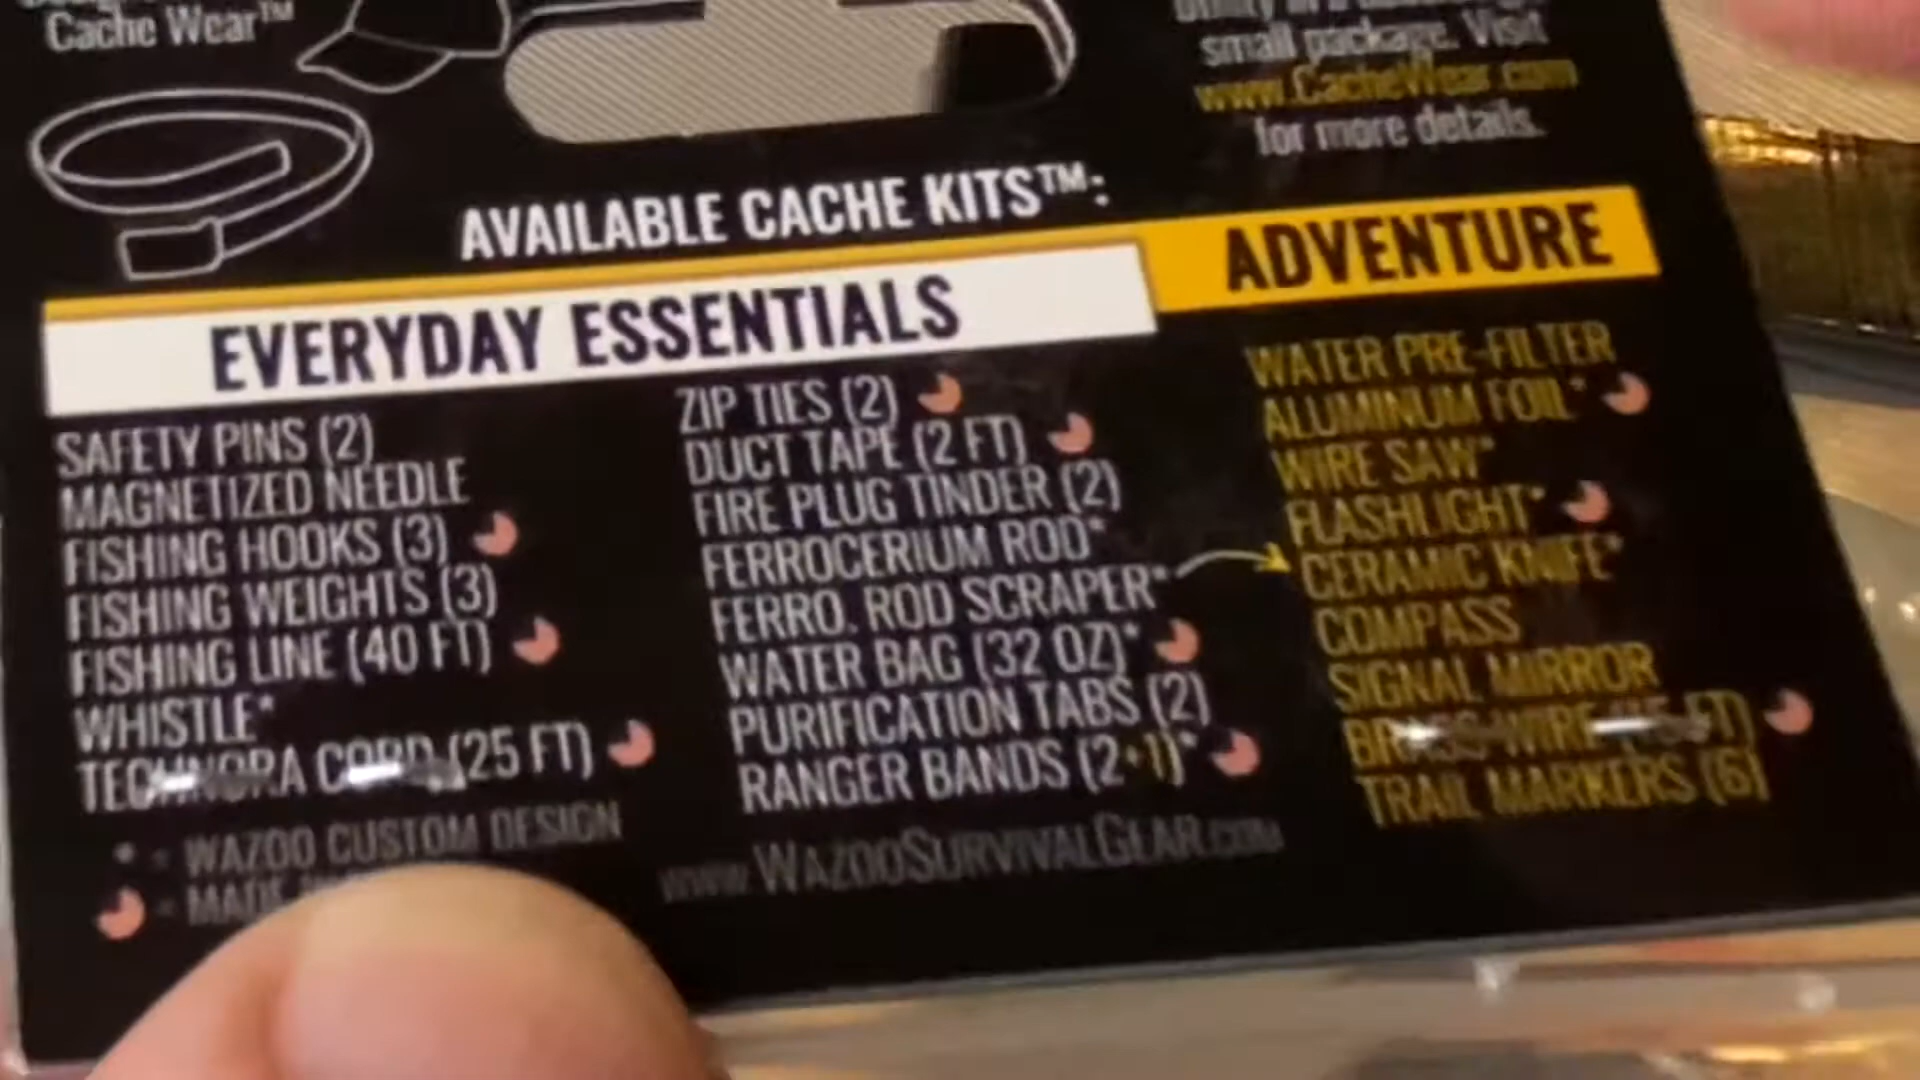 Cache Wear™
small package. Visit
www.CacheWear.com
for more details.
AVAILABLE CACHE KITS™:
EVERYDAY ESSENTIALS
SAFETY PINS (2)
MAGNETIZED NEEDLE
FISHING HOOKS (3)
FISHING WEIGHTS (3)
FISHING LINE (40 FT)
WHISTLE*
TECHNORA CORD (25 FT)
* - WAZOO CUSTOM DESIGN
- MADE
ZIP TIES (2)
DUCT TAPE (2 FT)
FIRE PLUG TINDER (2)
FERROCERIUM ROD*
FERRO. ROD SCRAPER*
WATER BAG (32 OZ)*
PURIFICATION TABS (2)
RANGER BANDS (2+1)*
www.WazooSurvivalGear.com
ADVENTURE
WATER PRE-FILTER
ALUMINUM FOIL*
WIRE SAW*
FLASHLIGHT*
CERAMIC KNIFE*
COMPASS
SIGNAL MIRROR
BRASS WIRE (15 FT)
TRAIL MARKERS (6)